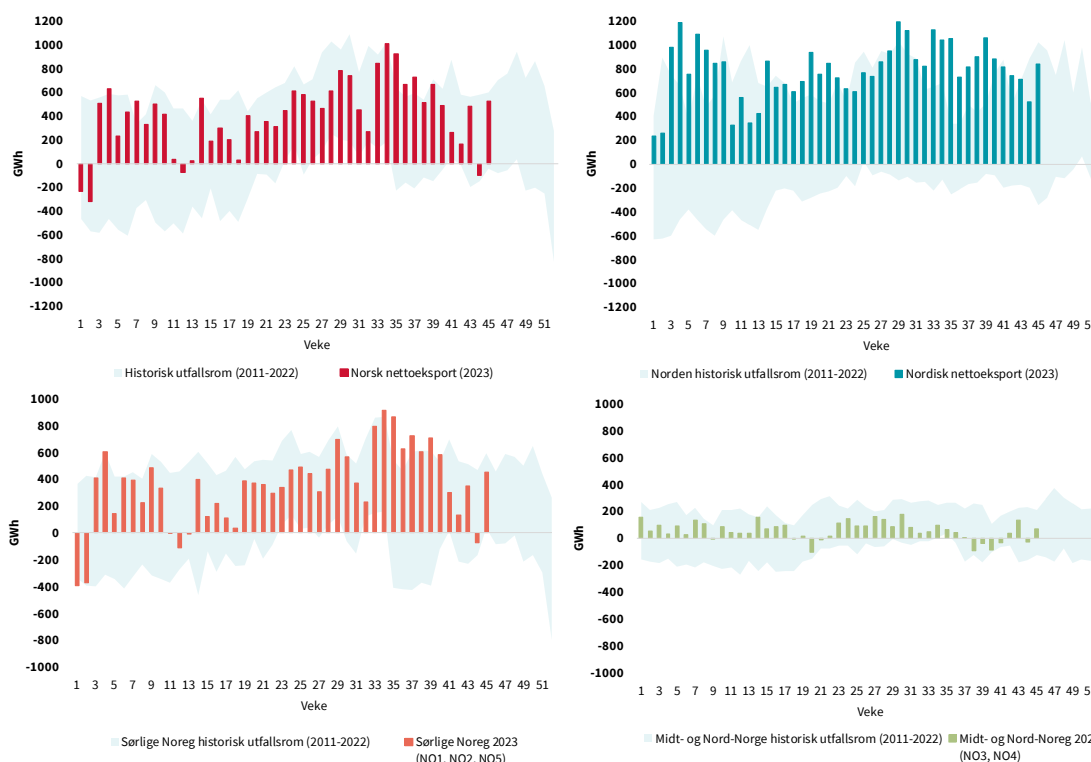 1200
1000
800
600
400
200
0
-200
-400
-600
-800
-1000
-1200
GWh
1 3 5 7 9 11 13 15 17 19 21 23 25 27 29 31 33 35 37 39 41 43 45 47 49 51
Veke
Historisk utfallsrom (2011-2022) Norsk nettoeksport (2023)
1200
1000
800
600
400
200
0
-200
-400
-600
-800
-1000
-1200
GWh
1 3 5 7 9 11 13 15 17 19 21 23 25 27 29 31 33 35 37 39 41 43 45 47 49 5
Veke
Norden historisk utfallsrom (2011-2022) Nordisk nettoeksport (2023)
1000
800
600
400
200
0
-200
-400
-600
-800
-1000
GWh
1 3 5 7 9 11 13 15 17 19 21 23 25 27 29 31 33 35 37 39 41 43 45 47 49 51
Veke
Sørlige Noreg historisk utfallsrom (2011-2022) Sørlige Noreg 2023
(NO1, NO2, NO5)
1000
800
600
400
200
0
-200
-400
-600
-800
-1000
GWh
1 3 5 7 9 11 13 15 17 19 21 23 25 27 29 31 33 35 37 39 41 43 45 47 49 5
Veke
Midt- og Nord-Norge historisk utfallsrom (2011-2022) Midt- og Nord-Noreg 202
(NO3, NO4)